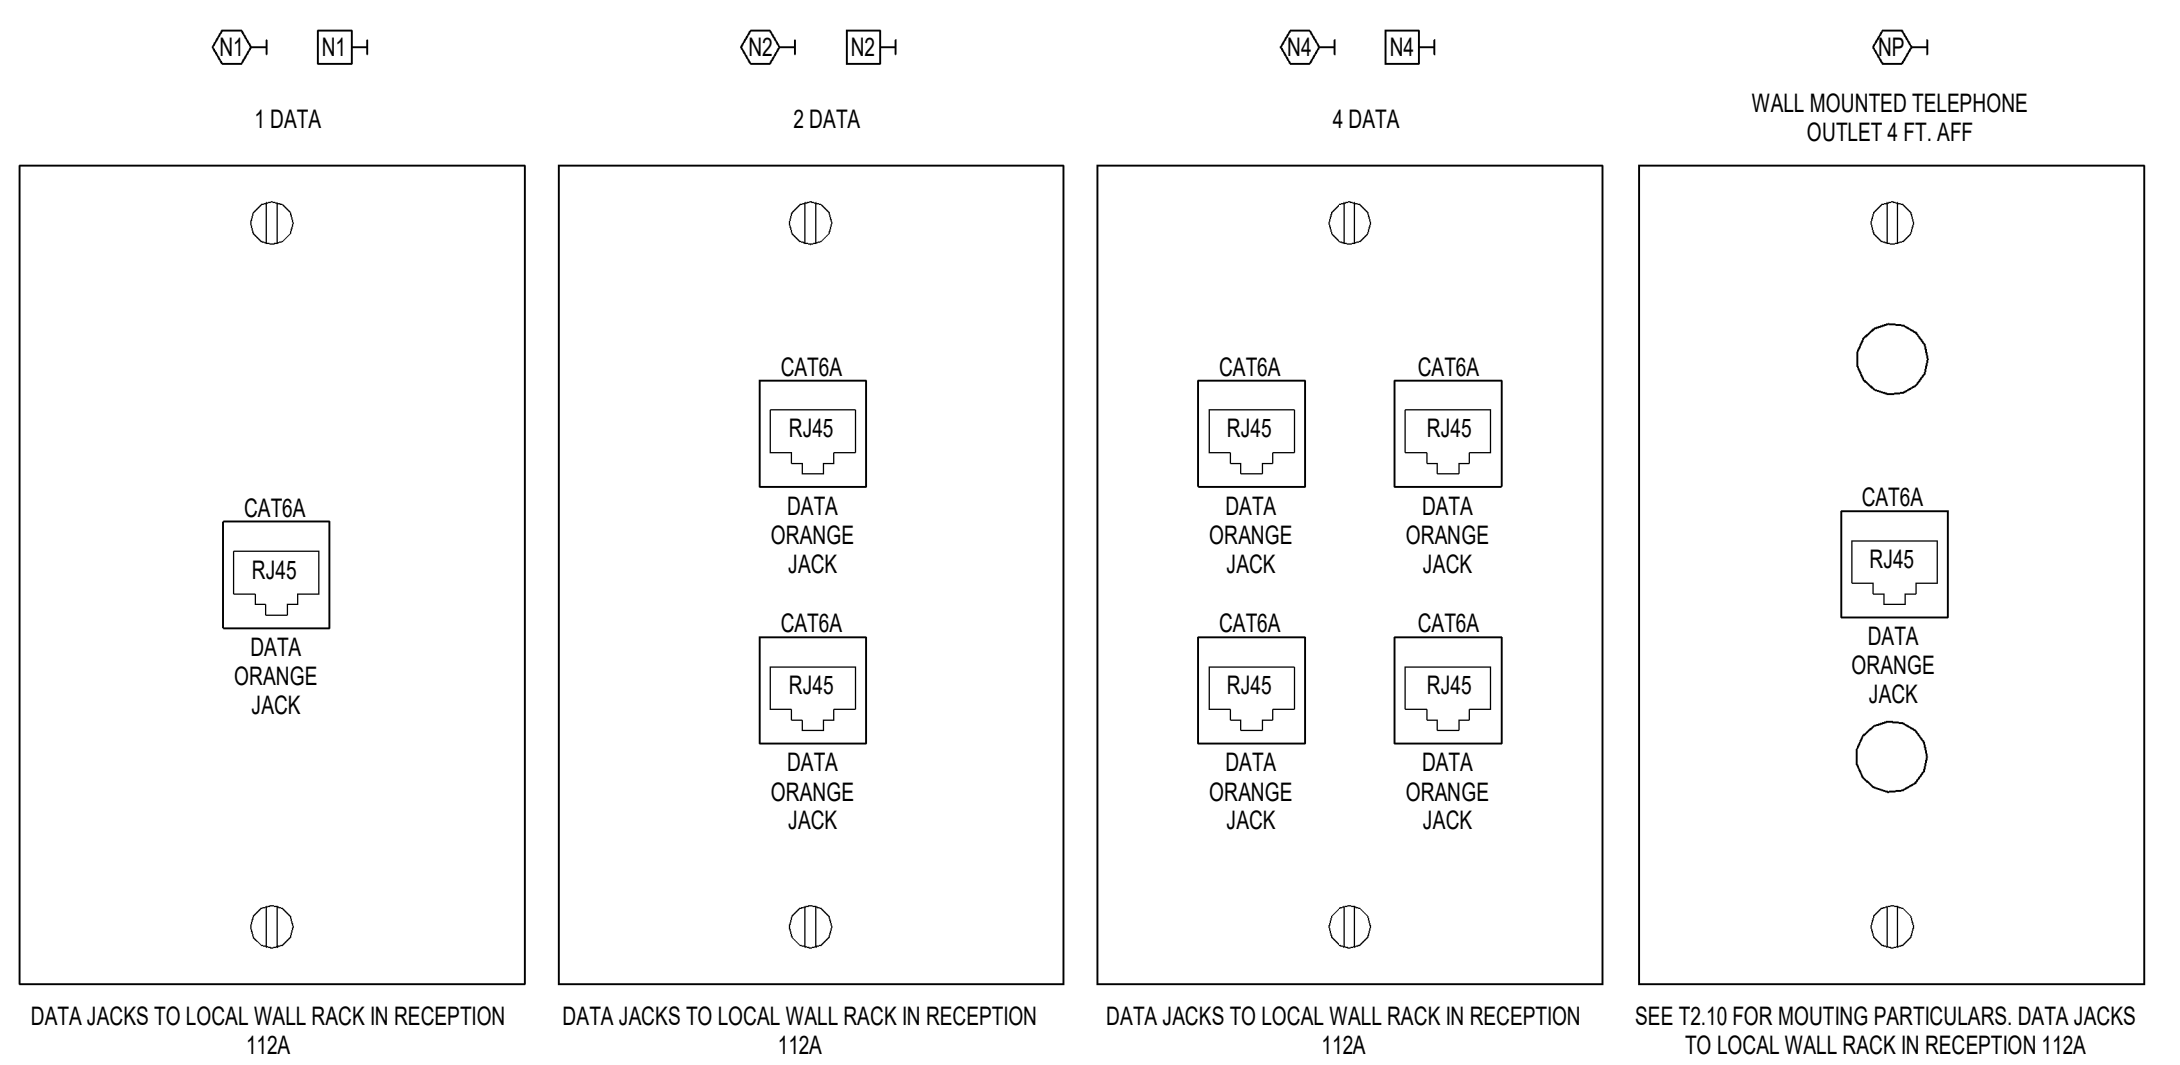 N1 N1
1 DATA
CAT6A
RJ45
DATA
ORANGE
JACK
DATA JACKS TO LOCAL WALL RACK IN RECEPTION
112A
N2 N2
2 DATA
CAT6A
RJ45
DATA
ORANGE
JACK
CAT6A
RJ45
DATA
ORANGE
JACK
DATA JACKS TO LOCAL WALL RACK IN RECEPTION
112A
N4 N4
4 DATA
CAT6A
RJ45
DATA
ORANGE
JACK
CAT6A
RJ45
DATA
ORANGE
JACK
CAT6A
RJ45
DATA
ORANGE
JACK
CAT6A
RJ45
DATA
ORANGE
JACK
DATA JACKS TO LOCAL WALL RACK IN RECEPTION
112A
NP
WALL MOUNTED TELEPHONE
OUTLET 4 FT. AFF
CAT6A
RJ45
DATA
ORANGE
JACK
SEE T2.10 FOR MOUTING PARTICULARS. DATA JACKS
TO LOCAL WALL RACK IN RECEPTION 112A